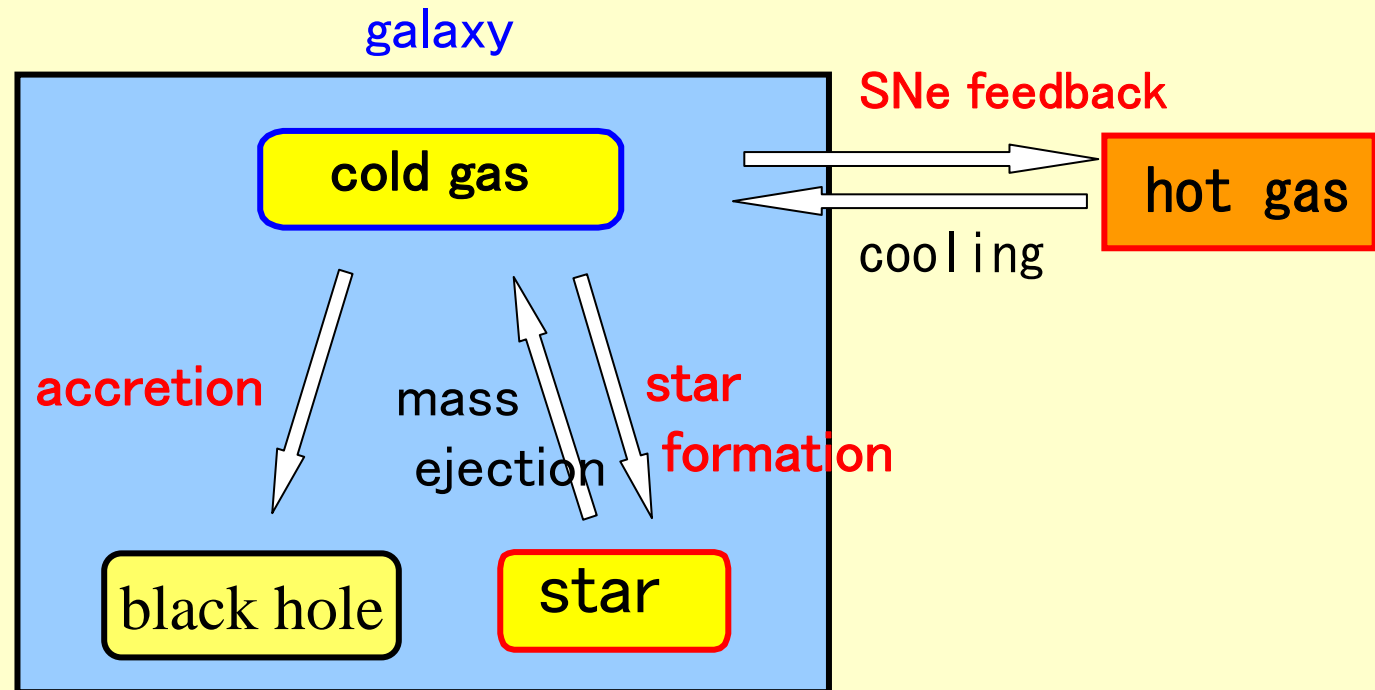 galaxy
SNe feedback
cold gas
hot gas
cooling
accretion
mass
ejection
star
formation
black hole
star